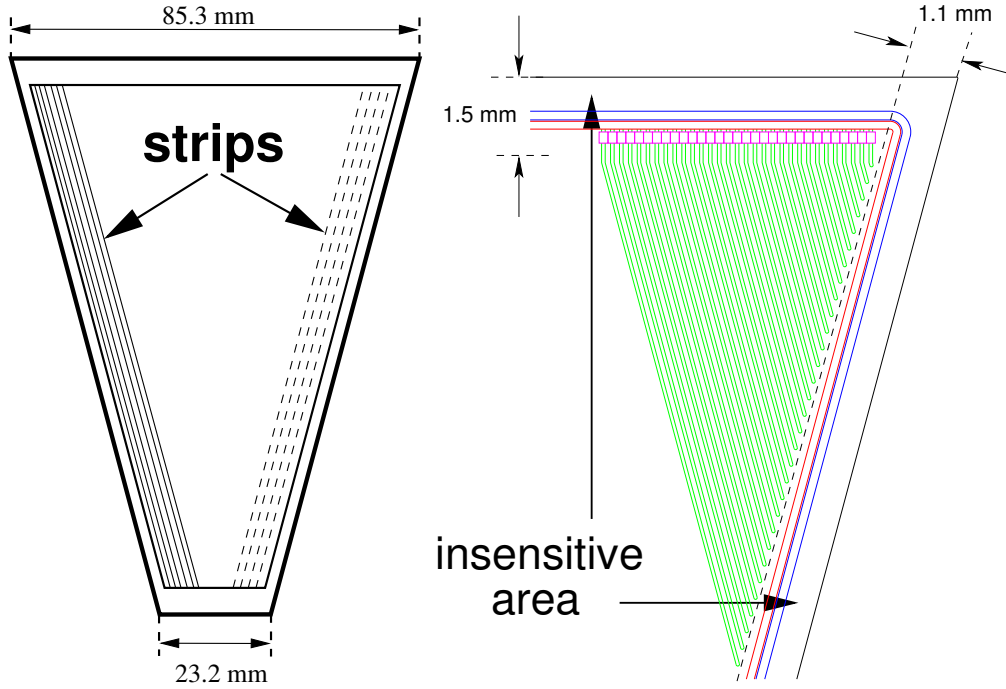 85.3 mm
strips
23.2 mm
1.1 mm
1.5 mm
insensitive
area